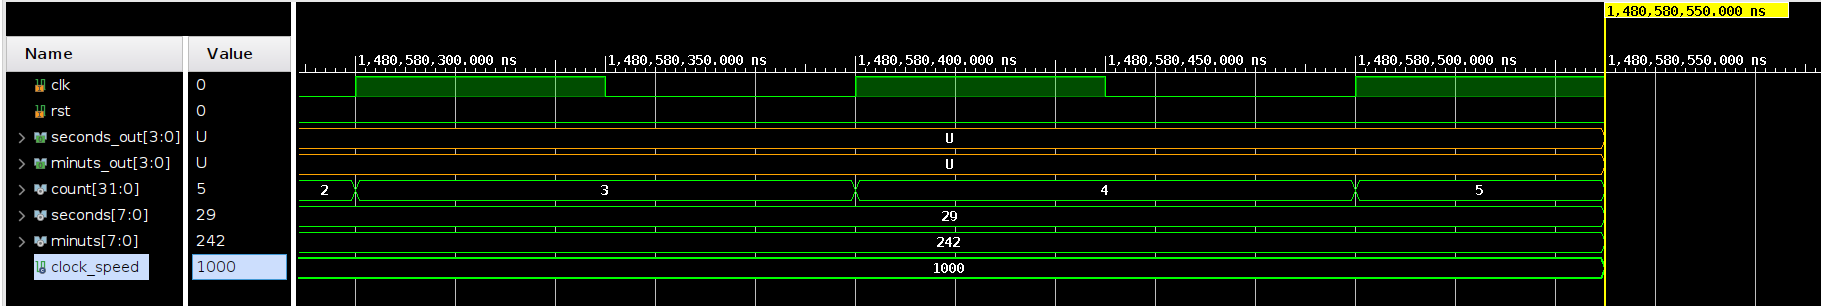 1,480,580,550.000 ns
Name Value
1,480,580,300.000 ns 1,480,580,350.000 ns 1,480,580,400.000 ns 1,480,580,450.000 ns 1,480,580,500.000 ns 1,480,580,550.000 ns
clk 0
rst 0
seconds_out[3:0] U U
minuts_out[3:0] U U
count[31:0] 5 2 3 4 5
seconds[7:0] 29 29
minuts[7:0] 242 242
clock_speed 1000 1000